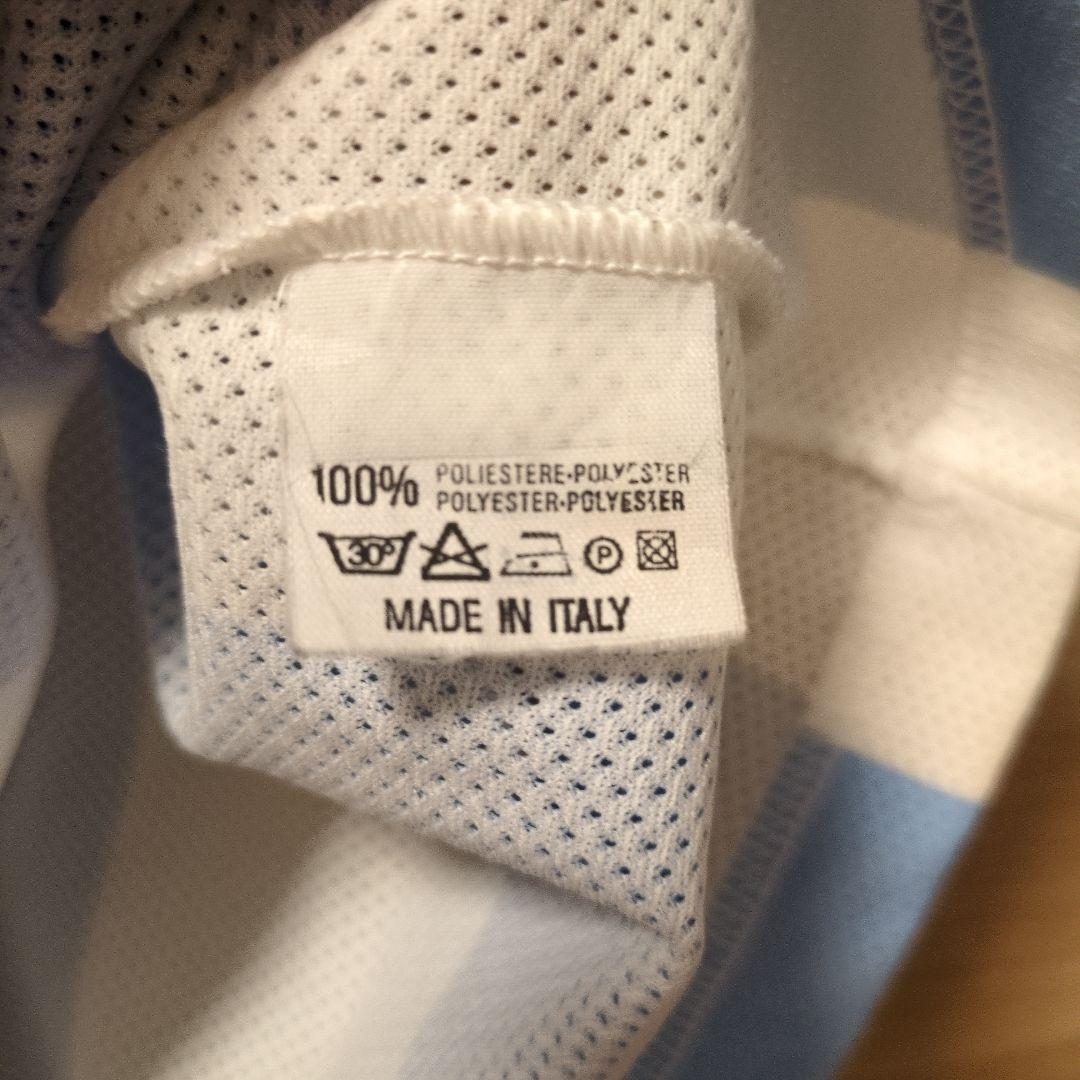 100% POLIESTERE·POLYESTER
POLYESTER·POLYESTER
30° P
MADE IN ITALY